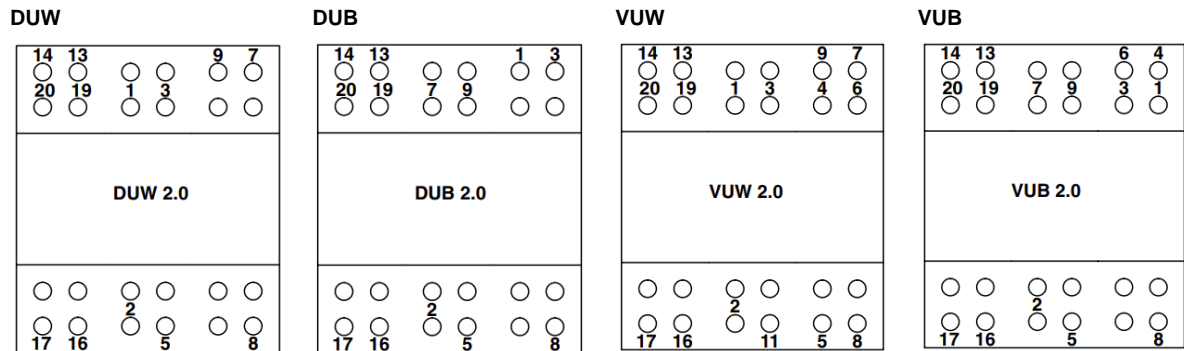 DUW DUB VUW VUB
14 13 9 7 14 13 1 3 14 13 9 7 14 13 6 4
20 19 1 3 20 19 7 9 20 19 1 3 4 6 20 19 7 9 3 1
DUW 2.0 DUB 2.0 VUW 2.0 VUB 2.0
2 2 2 2
17 16 5 8 17 16 5 8 17 16 11 5 8 17 16 5 8